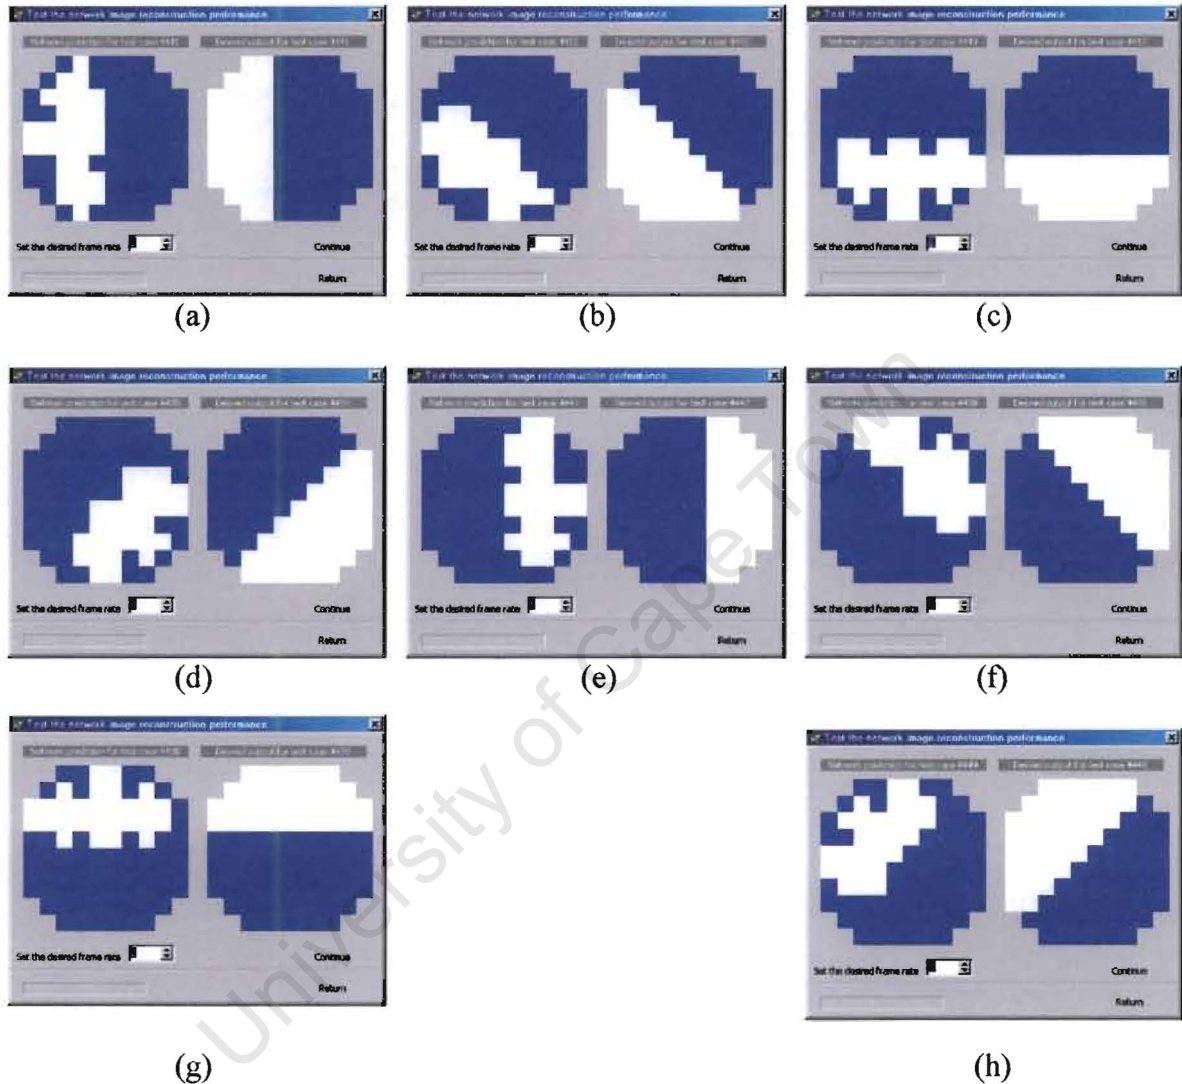 Test the network image reconstruction performance
Test the network image reconstruction performance
Test the network image reconstruction performance
Set the desired frame rate
Continue
Return
Set the desired frame rate
Continue
Return
Set the desired frame rate
Continue
Return
(a)
(b)
(c)
Test the network image reconstruction performance
Test the network image reconstruction performance
Test the network image reconstruction performance
Set the desired frame rate
Continue
Return
Set the desired frame rate
Continue
Return
Set the desired frame rate
Continue
Return
(d)
(e)
(f)
Test the network image reconstruction performance
Test the network image reconstruction performance
Set the desired frame rate
Continue
Return
Set the desired frame rate
Continue
Return
(g)
(h)
University of Cape Town